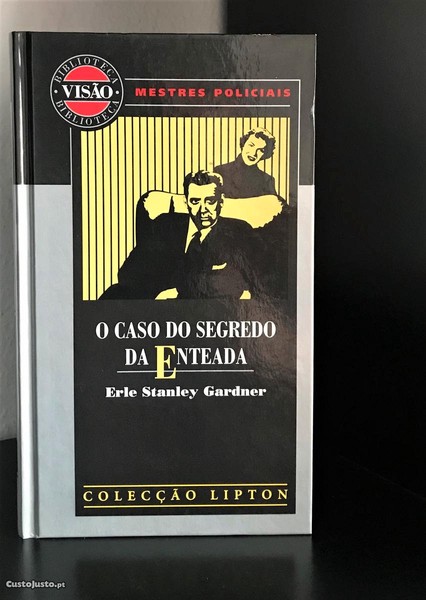 BIBLIOTECA
VISÃO
BIBLIOTECA
MESTRES POLICIAIS
O CASO DO SEGREDO
DA ENTEADA
Erle Stanley Gardner
COLECÇÃO LIPTON
CustoJusto.pt